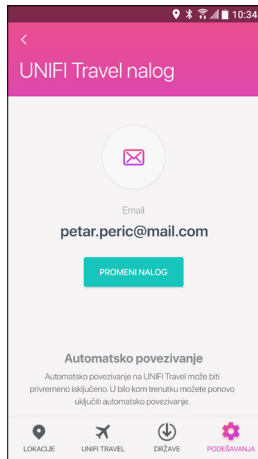 10:34
UNIFI Travel nalog
Email
petar.peric@mail.com
PROMENI NALOG
Automatsko povezivanje
Automatsko povezivanje na UNIFI Travel može biti
privremeno isključeno. U bilo kom trenutku možete ponovo
uključiti automatsko povezivanje.
LOKACIJE UNIFI TRAVEL DRŽAVE PODEŠAVANJA